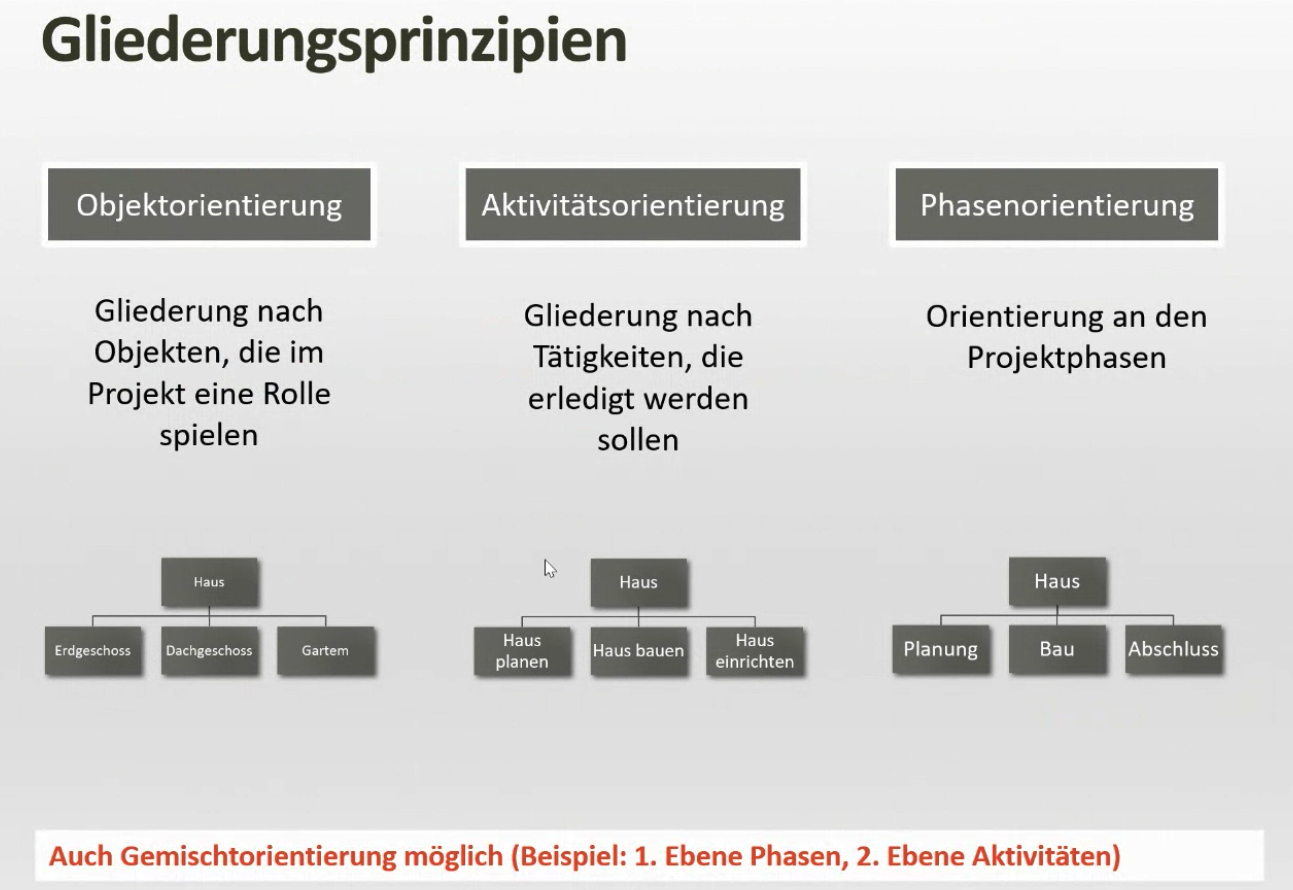 Gliederungsprinzipien
Objektorientierung
Gliederung nach
Objekten, die im
Projekt eine Rolle
spielen
Haus
Erdgeschoss
Dachgeschoss
Gartem
Aktivitätsorientierung
Gliederung nach
Tätigkeiten, die
erledigt werden
sollen
Haus
Haus
planen
Haus bauen
Haus
einrichten
Phasenorientierung
Orientierung an den
Projektphasen
Haus
Planung
Bau
Abschluss
Auch Gemischtorientierung möglich (Beispiel: 1. Ebene Phasen, 2. Ebene Aktivitäten)